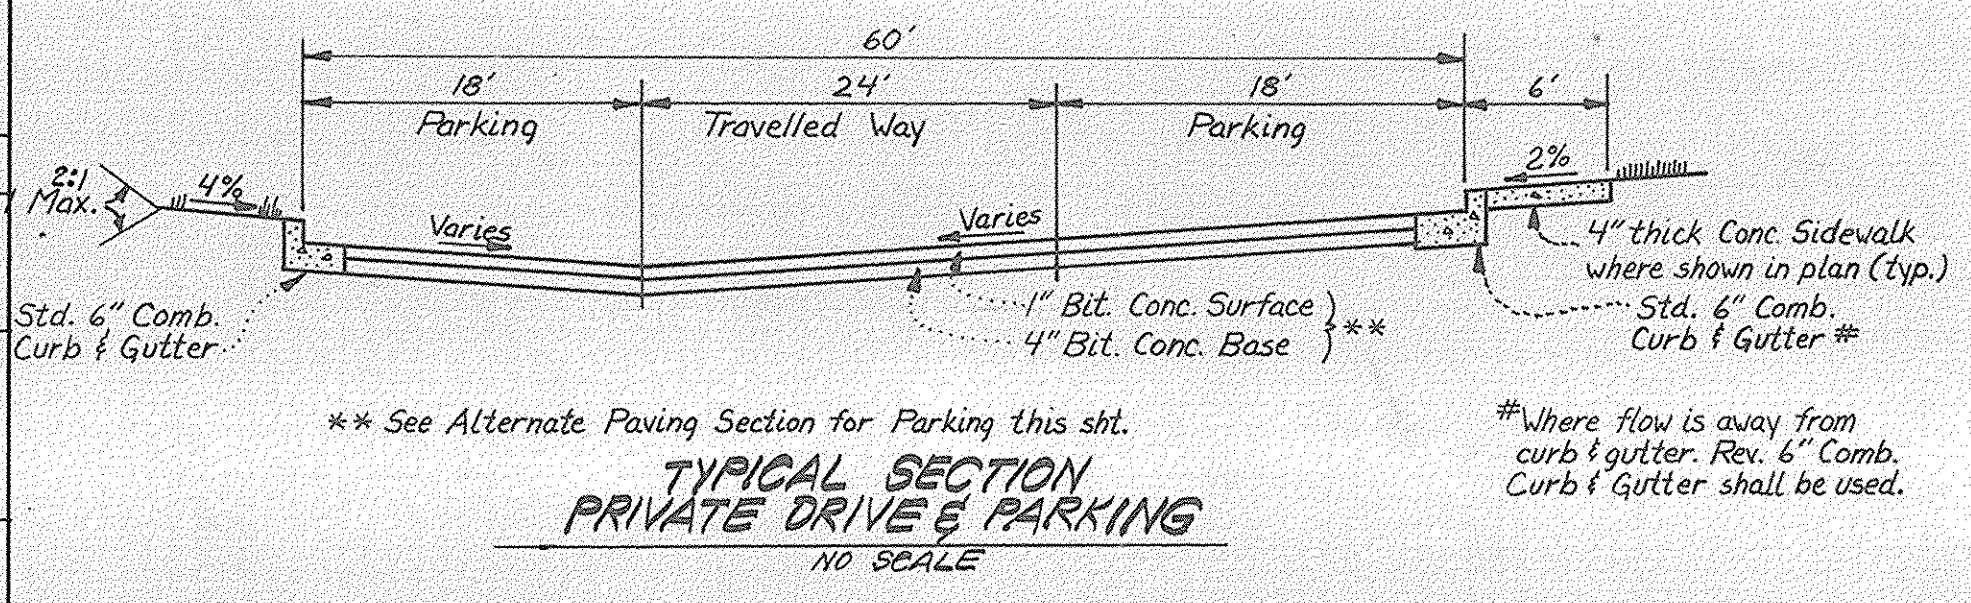 60'
18'
24'
18'
6'
Parking
Travelled Way
Parking
2:1
Max.
4%
Varies
Varies
2%
4" thick Conc. Sidewalk
where shown in plan (typ.)
Std. 6" Comb.
Curb & Gutter
1" Bit. Conc. Surface
4" Bit. Conc. Base
**
Std. 6" Comb.
Curb & Gutter #
** See Alternate Paving Section for Parking this sht.
#Where flow is away from
curb & gutter. Rev. 6" Comb.
Curb & Gutter shall be used.
TYPICAL SECTION
PRIVATE DRIVE & PARKING
NO SCALE